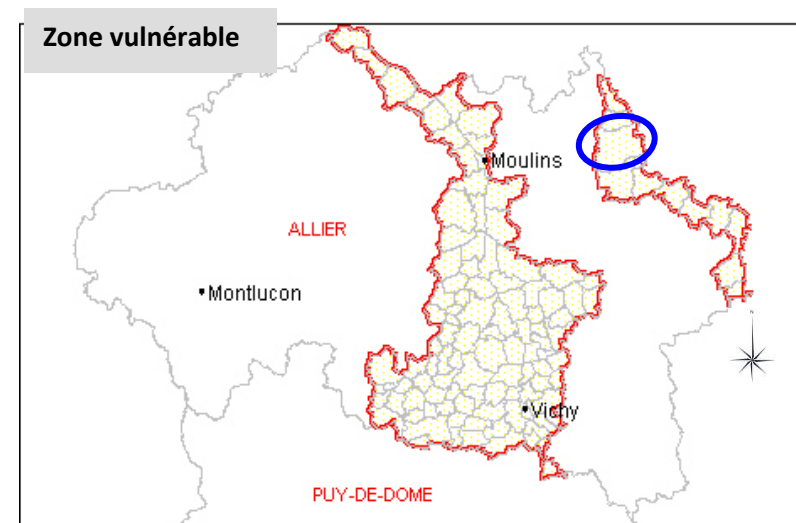 Zone vulnérable
Moulins
ALLIER
Montlucon
Vichy
PUY-DE-DOME